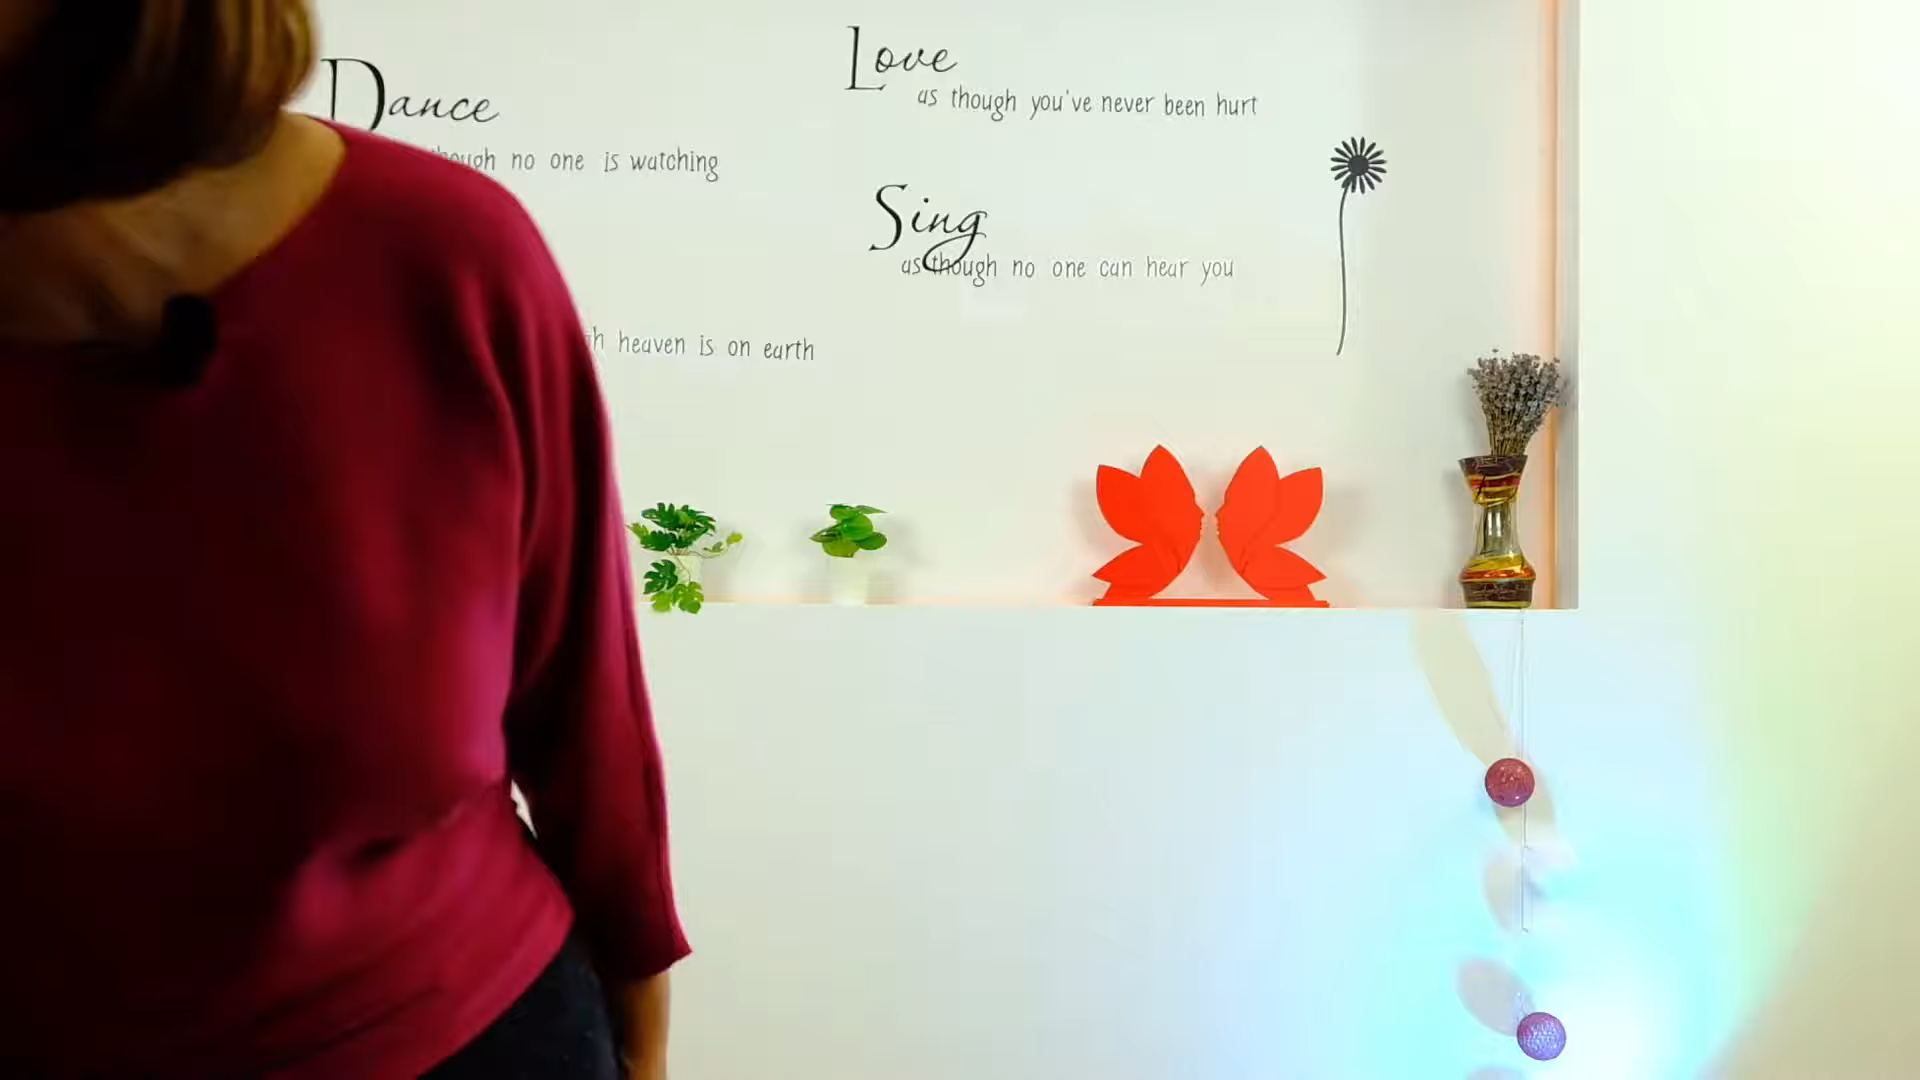 Dance
though no one is watching
heaven is on earth
Love
as though you've never been hurt
Sing
as though no one can hear you